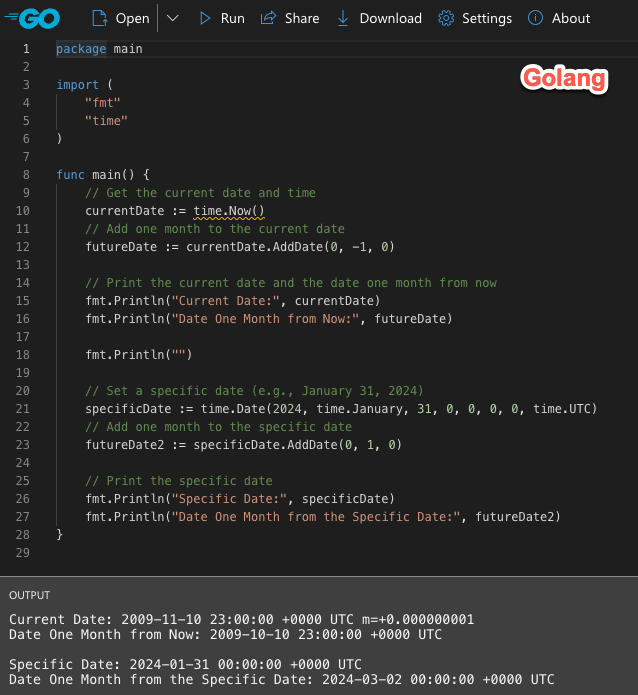 GO Open Run Share Download Settings About
1 package main
Golang
2
3 import (
4     "fmt"
5     "time"
6 )
7
8 func main() {
9     // Get the current date and time
10     currentDate := time.Now()
11     // Add one month to the current date
12     futureDate := currentDate.AddDate(0, -1, 0)
13
14     // Print the current date and the date one month from now
15     fmt.Println("Current Date:", currentDate)
16     fmt.Println("Date One Month from Now:", futureDate)
17
18     fmt.Println("")
19
20     // Set a specific date (e.g., January 31, 2024)
21     specificDate := time.Date(2024, time.January, 31, 0, 0, 0, 0, time.UTC)
22     // Add one month to the specific date
23     futureDate2 := specificDate.AddDate(0, 1, 0)
24
25     // Print the specific date
26     fmt.Println("Specific Date:", specificDate)
27     fmt.Println("Date One Month from the Specific Date:", futureDate2)
28 }
29
OUTPUT
Current Date: 2009-11-10 23:00:00 +0000 UTC m=+0.000000001
Date One Month from Now: 2009-10-10 23:00:00 +0000 UTC
Specific Date: 2024-01-31 00:00:00 +0000 UTC
Date One Month from the Specific Date: 2024-03-02 00:00:00 +0000 UTC